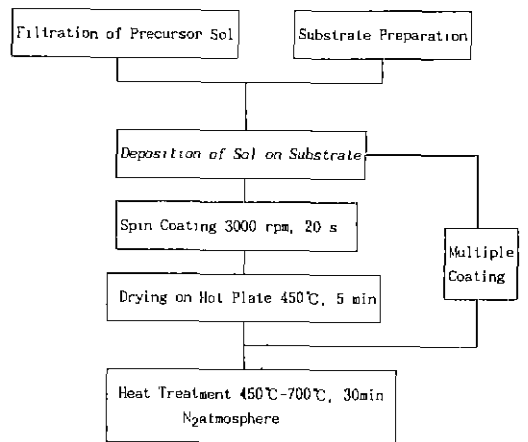 Filtration of Precursor Sol
Substrate Preparation
Deposition of Sol on Substrate
Spin Coating 3000 rpm, 20 s
Multiple
Coating
Drying on Hot Plate 450℃, 5 min
Heat Treatment 450℃-700℃, 30min
N₂atmosphere